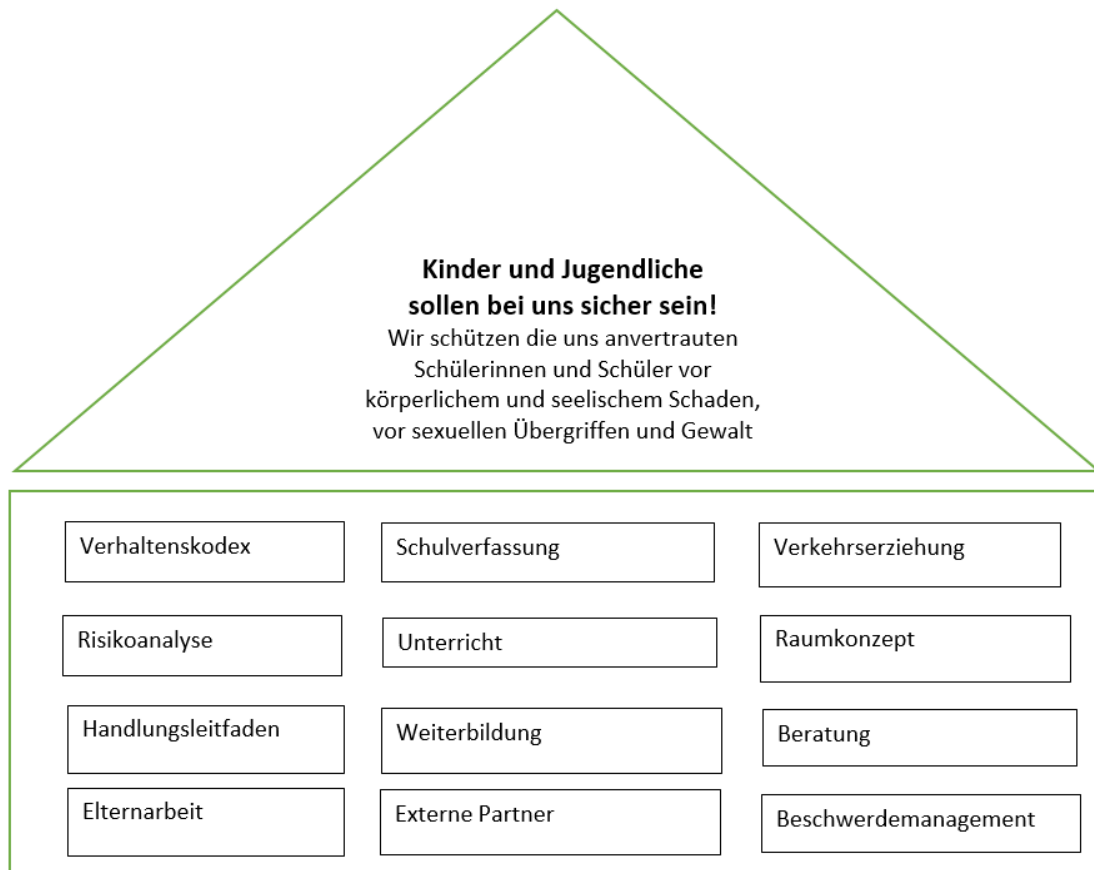 Kinder und Jugendliche
sollen bei uns sicher sein!
Wir schützen die uns anvertrauten
Schülerinnen und Schüler vor
körperlichem und seelischem Schaden,
vor sexuellen Übergriffen und Gewalt
Verhaltenskodex
Schulverfassung
Verkehrserziehung
Risikoanalyse
Unterricht
Raumkonzept
Handlungsleitfaden
Weiterbildung
Beratung
Elternarbeit
Externe Partner
Beschwerdemanagement